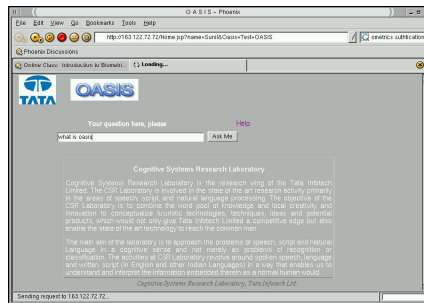 OASIS - Phoenix
File Edit View Go Bookmarks Tools Help
http://163.122.72.72/Home.jsp?name=Sunil&Oasis=Test+OASIS
ometrics suthtication
Phoenix Discussions
Online Class: Introduction to Biometri...
Loading...
TATA
OASIS
Your question here, please
Help
what is oasis
Ask Me
Cognitive Systems Research Laboratory
Cognitive Systems Research Laboratory is the research wing of the Tata Infotech
Limited. The CSR Laboratory is involved in the state of the art research activity primarily
in the areas of speech, script, and natural language processing. The objective of the
CSR Laboratory is to combine the word pool of knowledge and local creativity and
innovation to conceptualize futuristic technologies, techniques, ideas and potential
products, which would not only give Tata Infotech Limited a competitive edge but also
enable the state of the art technology to reach the common man.
The main aim of the laboratory is to approach the problems of speech, script and Natural
Language in a cognitive sense and not merely as problems of recognition or
classification. The activities at CSR Laboratory revolve around spoken speech, language
and written script (in English and other Indian Languages) in a way that enables us to
understand and interpret the information embedded therein as a normal human would.
Cognitive Systems Research Laboratory, Tata Infotech Ltd.
Sending request to 163.122.72.72...